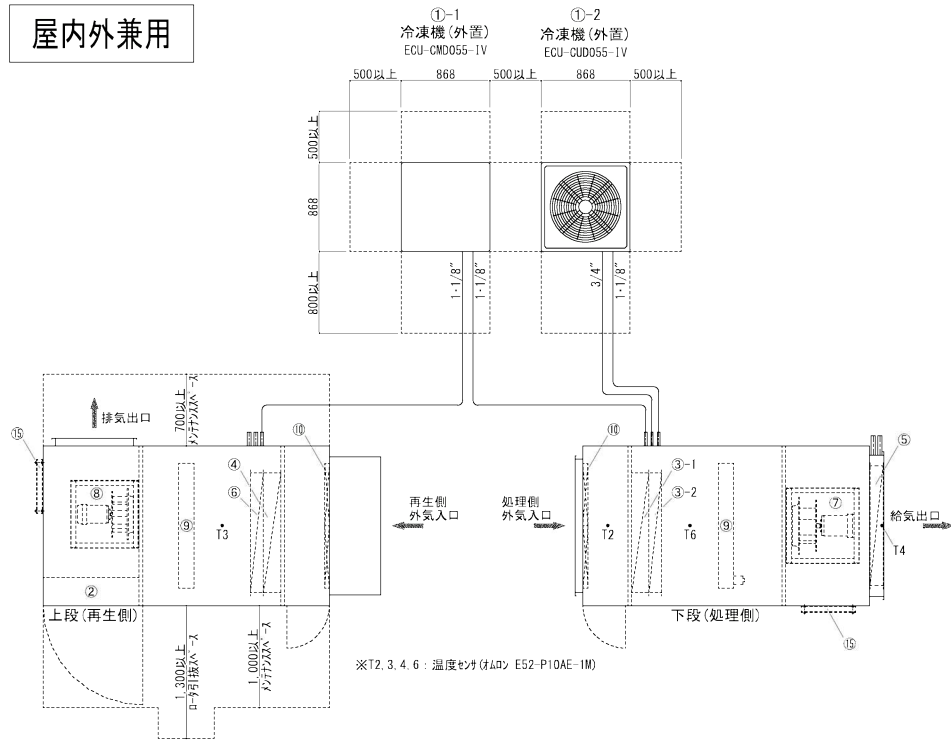 屋内外兼用
①-1
冷凍機(外置)
ECU-CMD055-IV
①-2
冷凍機(外置)
ECU-CUD055-IV
500以上 868 500以上 868 500以上
500以上
868
800以上
1-1/8"
1-1/8"
3/4"
1-1/8"
排気出口
700以上
メンテナンススペース
⑮
⑧
②
⑨
T3
④
⑥
⑩
再生側
外気入口
処理側
外気入口
⑩
T2
③-1
③-2
T6
⑨
⑦
⑤
給気出口
T4
⑮
上段(再生側)
下段(処理側)
1,300以上
ロータ引抜スペース
1,000以上
メンテナンススペース
※T2,3,4,6:温度センサ(オムロン E52-P10AE-1M)